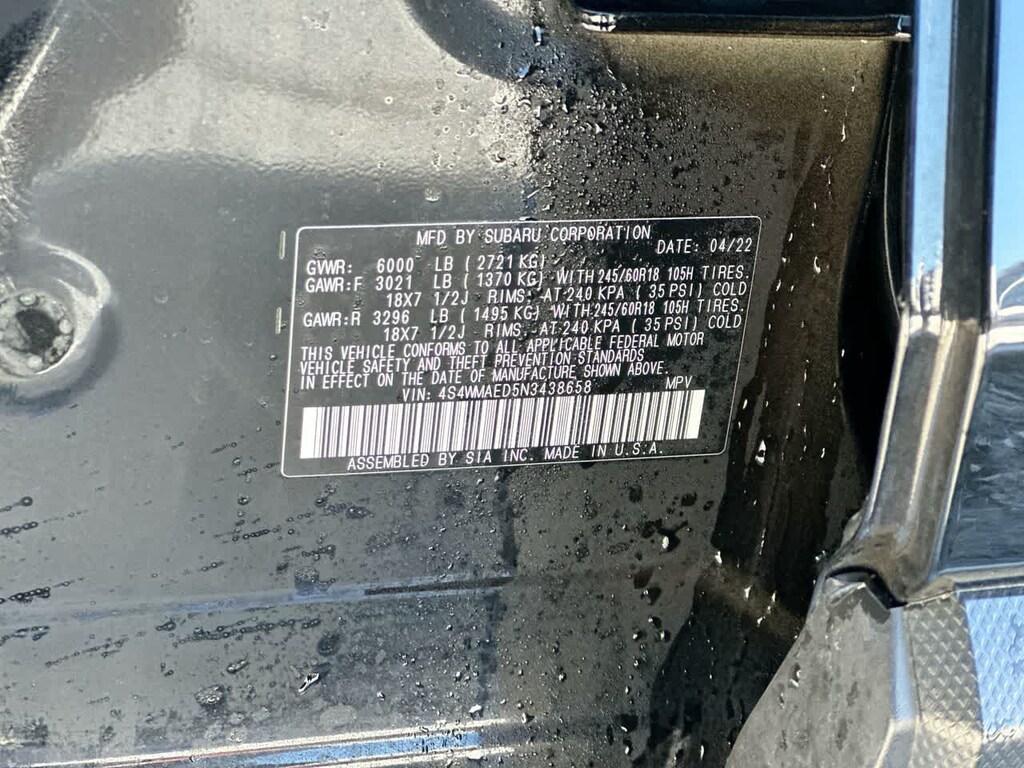 MFD BY SUBARU CORPORATION
DATE: 04/22
GVWR: 6000 LB ( 2721 KG)
GAWR:F 3021 LB ( 1370 KG) WITH 245/60R18 105H TIRES.
18X7 1/2J RIMS, AT 240 KPA ( 35 PSI) COLD
GAWR:R 3296 LB ( 1495 KG) WITH 245/60R18 105H TIRES.
18X7 1/2J RIMS, AT 240 KPA ( 35 PSI) COLD
THIS VEHICLE CONFORMS TO ALL APPLICABLE FEDERAL MOTOR
VEHICLE SAFETY AND THEFT PREVENTION STANDARDS
IN EFFECT ON THE DATE OF MANUFACTURE SHOWN ABOVE.
VIN: 4S4WMAED5N3438658 MPV
ASSEMBLED BY SIA INC. MADE IN U.S.A.